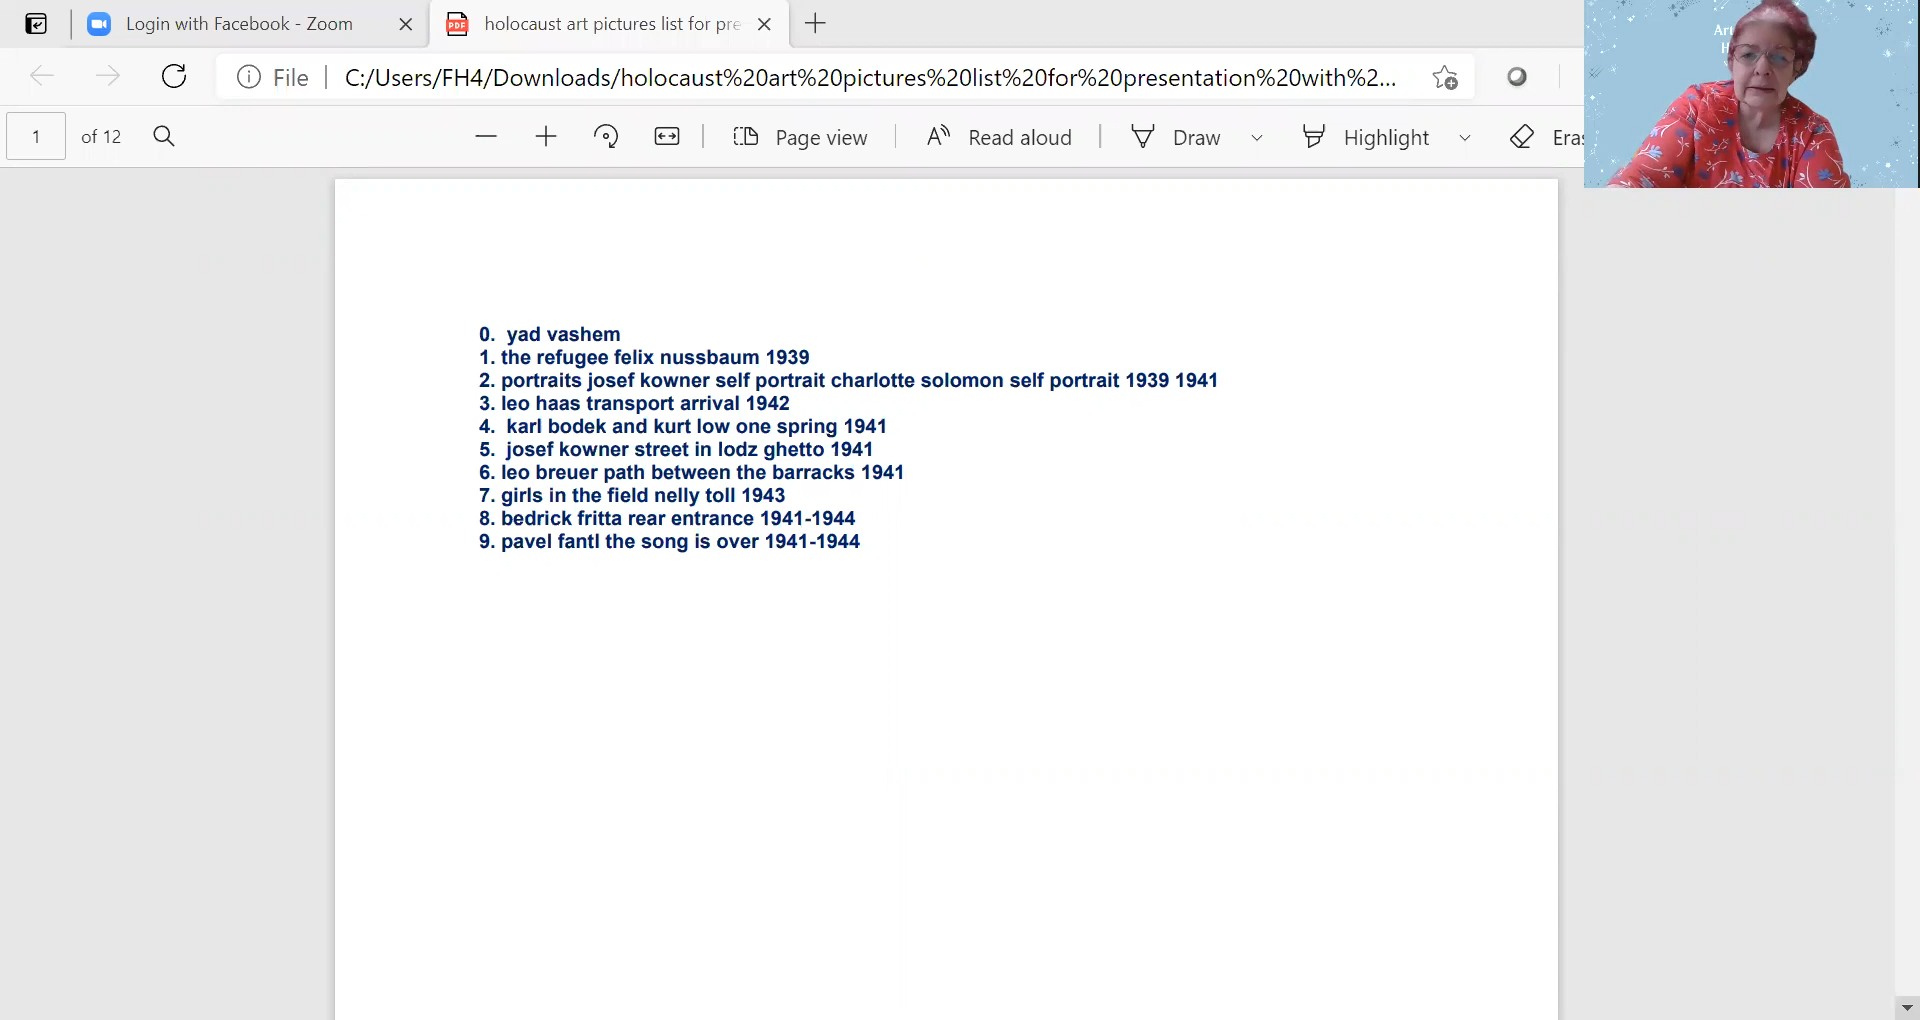 Login with Facebook - Zoom
holocaust art pictures list for pre
File
C:/Users/FH4/Downloads/holocaust%20art%20pictures%20list%20for%20presentation%20with%2...
1 of 12
Page view
Read aloud
Draw
Highlight
Art
0. yad vashem
1. the refugee felix nussbaum 1939
2. portraits josef kowner self portrait charlotte solomon self portrait 1939 1941
3. leo haas transport arrival 1942
4. karl bodek and kurt low one spring 1941
5. josef kowner street in lodz ghetto 1941
6. leo breuer path between the barracks 1941
7. girls in the field nelly toll 1943
8. bedrick fritta rear entrance 1941-1944
9. pavel fantl the song is over 1941-1944